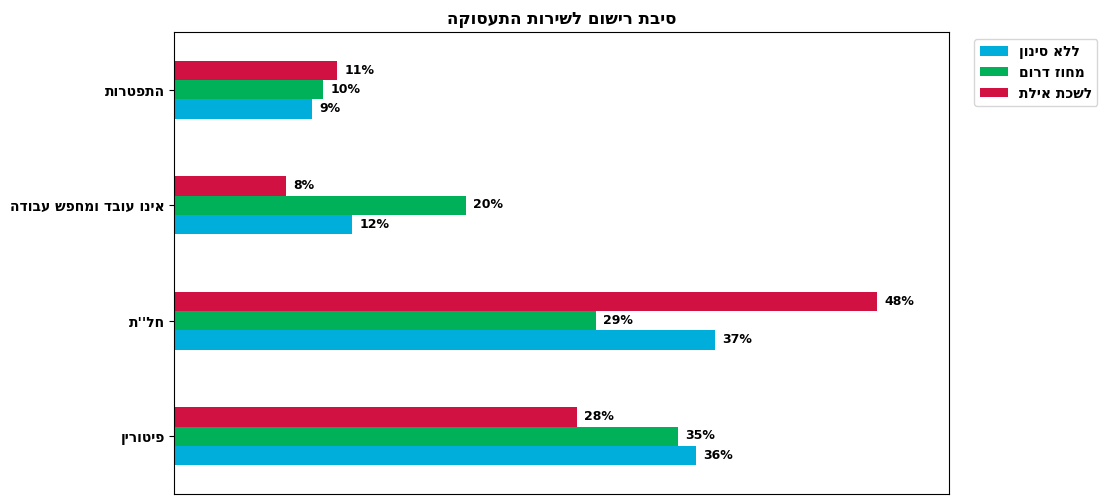 סיבת רישום לשירות התעסוקה
ללא סינון
מחוז דרום
לשכת אילת
התפטרות
11%
10%
9%
אינו עובד ומחפש עבודה
8%
20%
12%
חל''ת
48%
29%
37%
פיטורין
28%
35%
36%